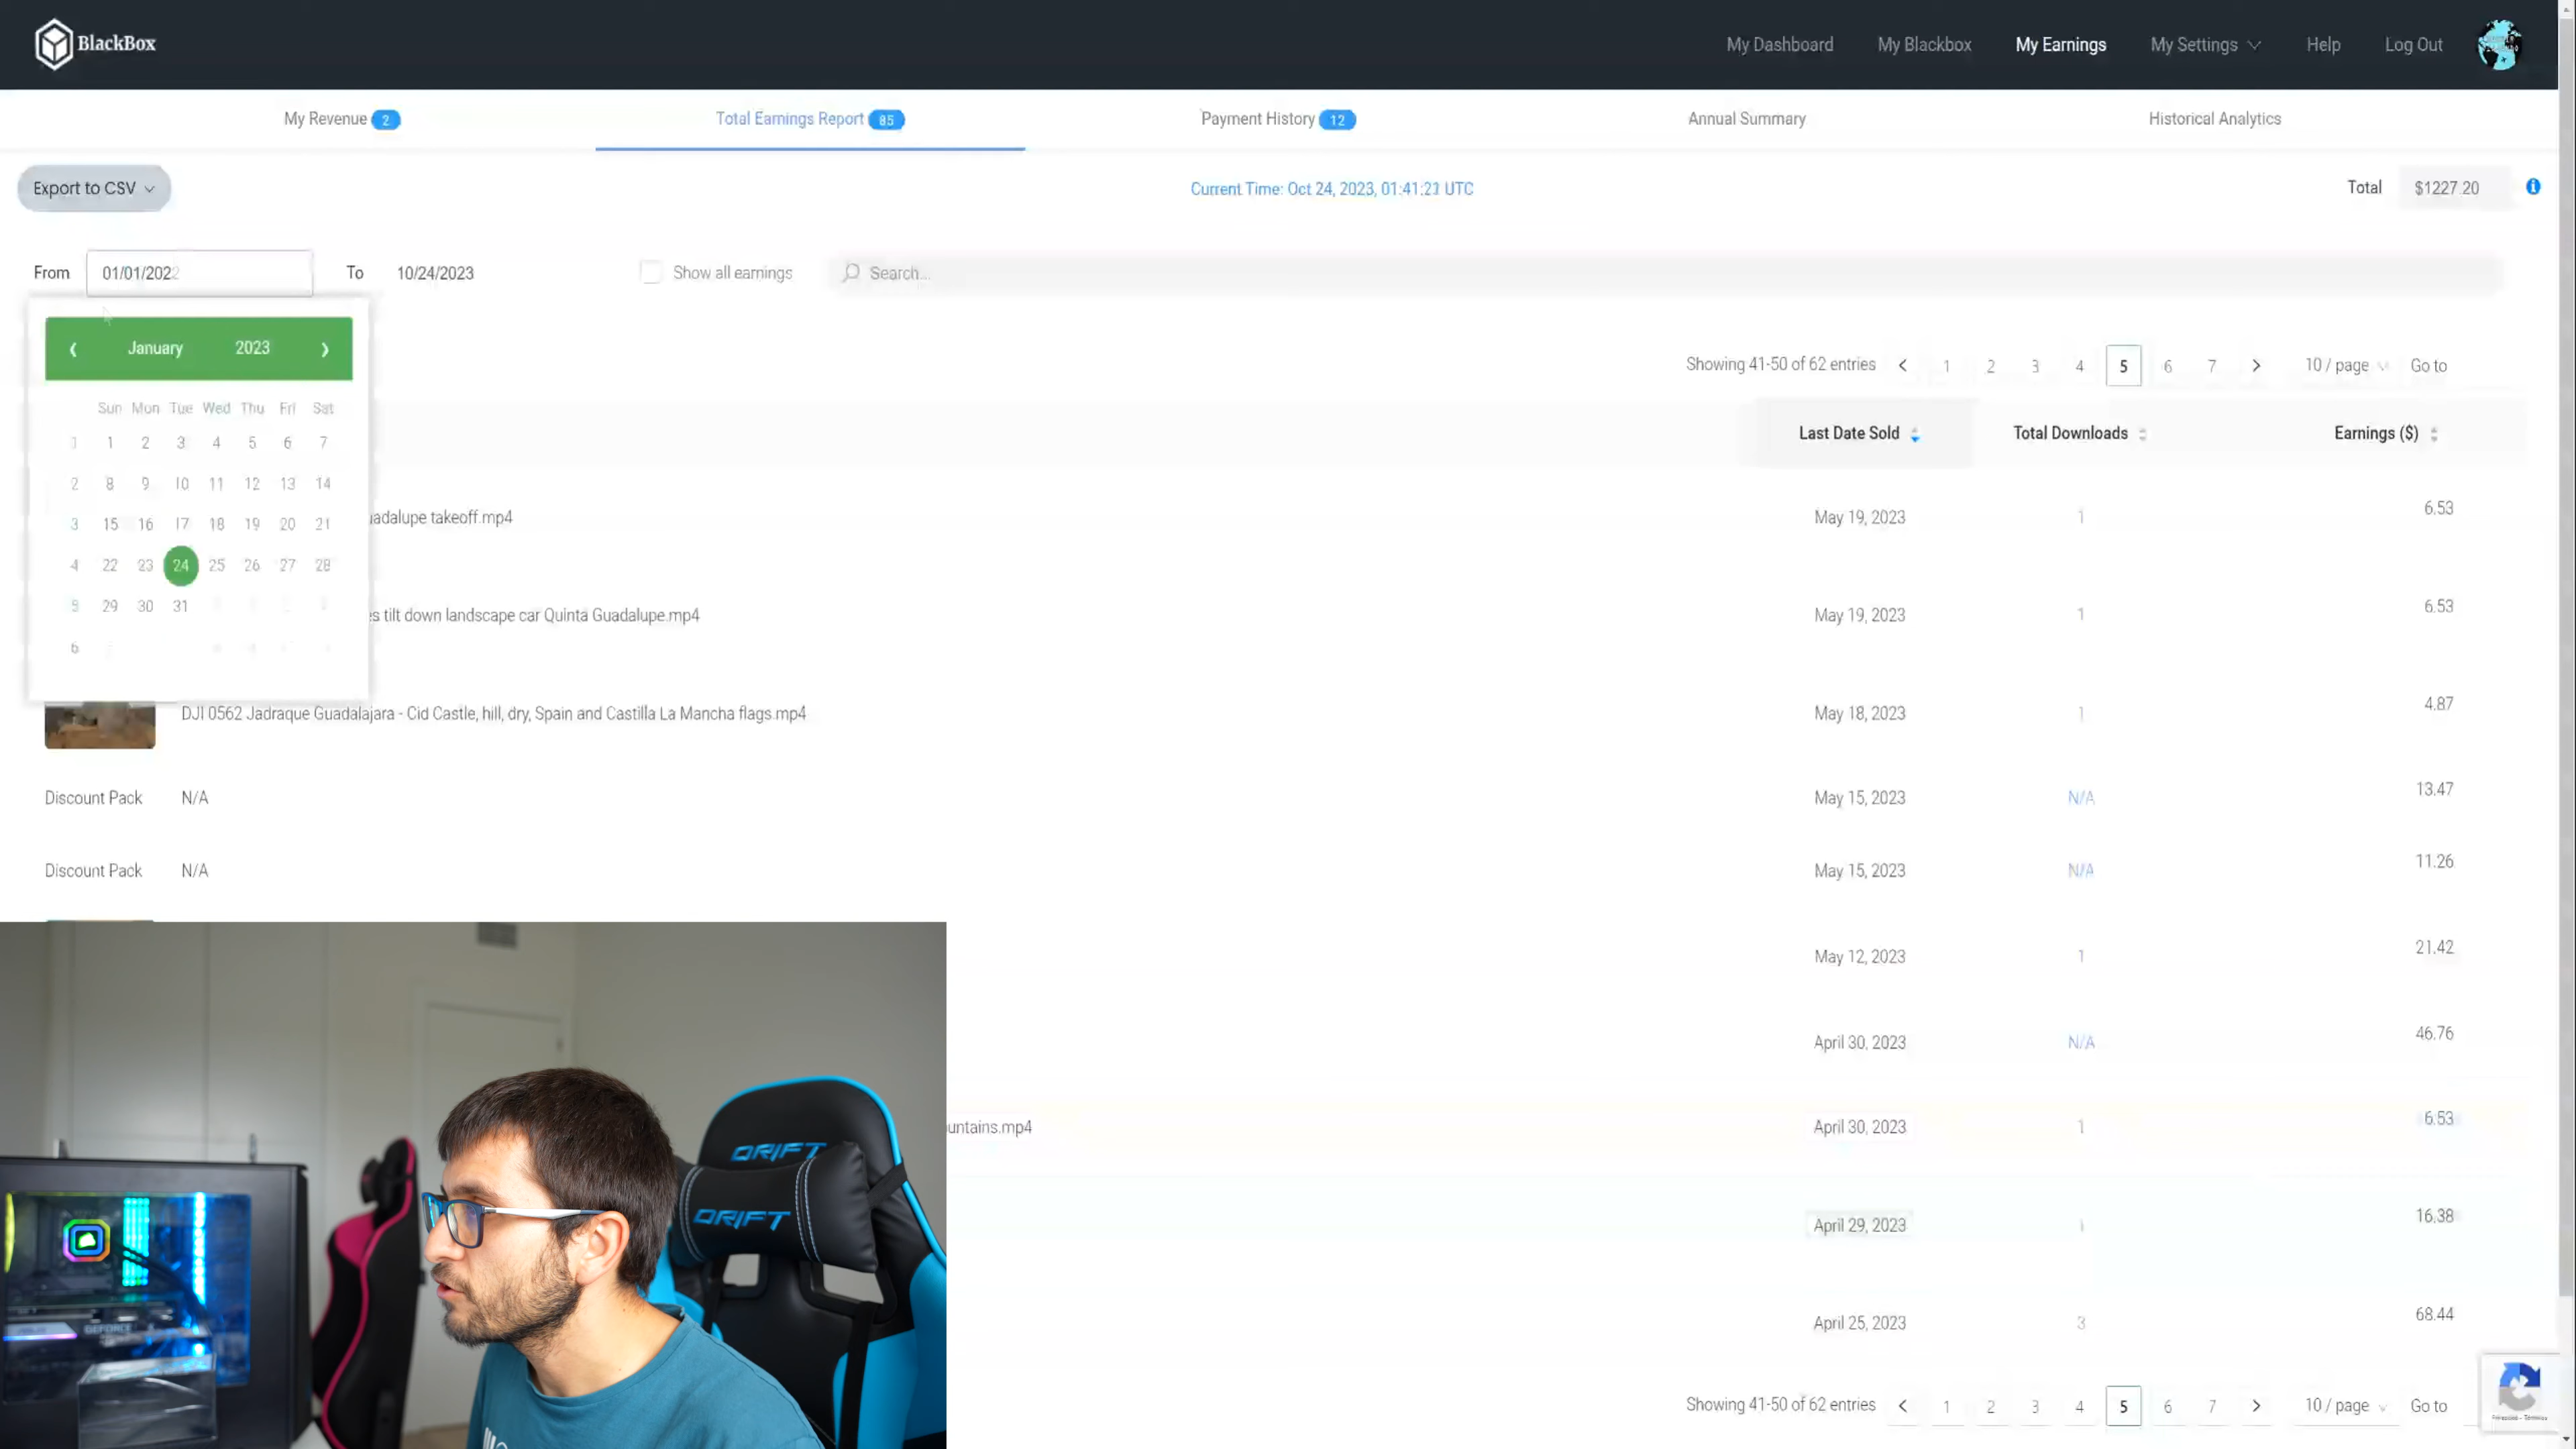 BlackBox
My Dashboard My Blackbox My Earnings My Settings Help Log Out
My Revenue 2 Total Earnings Report 85 Payment History 12 Annual Summary Historical Analytics
Export to CSV Current Time: Oct 24, 2023, 01:41:21 UTC Total $1227.20
From 01/01/2022 To 10/24/2023 Show all earnings Search...
January 2023
Showing 41-50 of 62 entries 1 2 3 4 5 6 7 10 / page Go to
Sun Mon Tue Wed Thu Fri Sat
Last Date Sold Total Downloads Earnings ($)
1 1 2 3 4 5 6 7
2 8 9 10 11 12 13 14
3 15 16 17 18 19 20 21
adalupe takeoff.mp4 May 19, 2023 1 6.53
4 22 23 24 25 26 27 28
5 29 30 31
s tilt down landscape car Quinta Guadalupe.mp4 May 19, 2023 1 6.53
6
DJI 0562 Jadraque Guadalajara - Cid Castle, hill, dry, Spain and Castilla La Mancha flags.mp4 May 18, 2023 1 4.87
Discount Pack N/A May 15, 2023 N/A 13.47
Discount Pack N/A May 15, 2023 N/A 11.26
May 12, 2023 1 21.42
April 30, 2023 N/A 46.76
untains.mp4 April 30, 2023 1 6.53
April 29, 2023 1 16.38
April 25, 2023 3 68.44
Showing 41-50 of 62 entries 1 2 3 4 5 6 7 10 / page Go to
DRIFT
DRIFT
GEFORCE